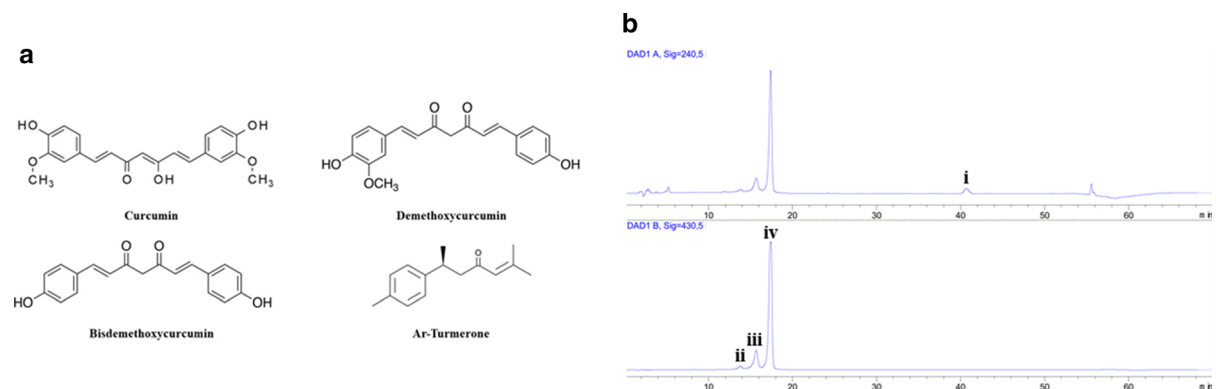 a
HO
OH
O
CH3
O
OH
O
CH3
Curcumin
O
O
HO
OCH3
OH
Demethoxycurcumin
O
O
HO
OH
Bisdemethoxycurcumin
O
Ar-Turmerone
b
DAD1 A, Sig=240,5
i
10 20 30 40 50 60 min
DAD1 B, Sig=430,5
iv
iii
ii
10 20 30 40 50 60 min